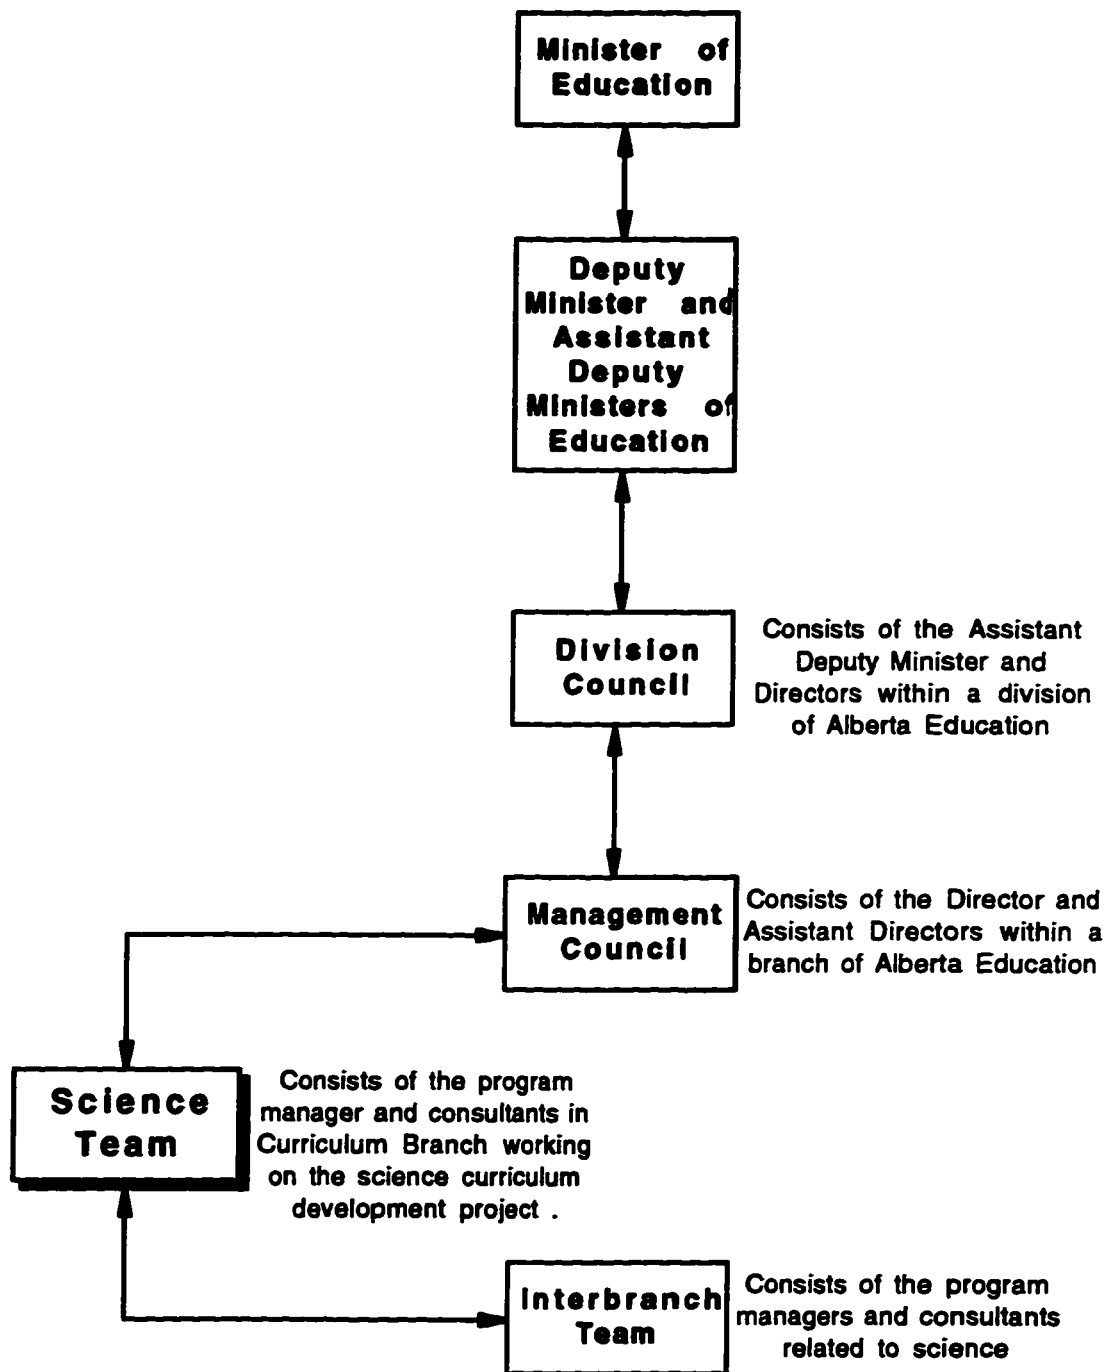 Minister of
Education
Deputy
Minister and
Assistant
Deputy
Ministers of
Education
Division
Council
Consists of the Assistant
Deputy Minister and
Directors within a division
of Alberta Education
Management
Council
Consists of the Director and
Assistant Directors within a
branch of Alberta Education
Science
Team
Consists of the program
manager and consultants in
Curriculum Branch working
on the science curriculum
development project .
Interbranch
Team
Consists of the program
managers and consultants
related to science